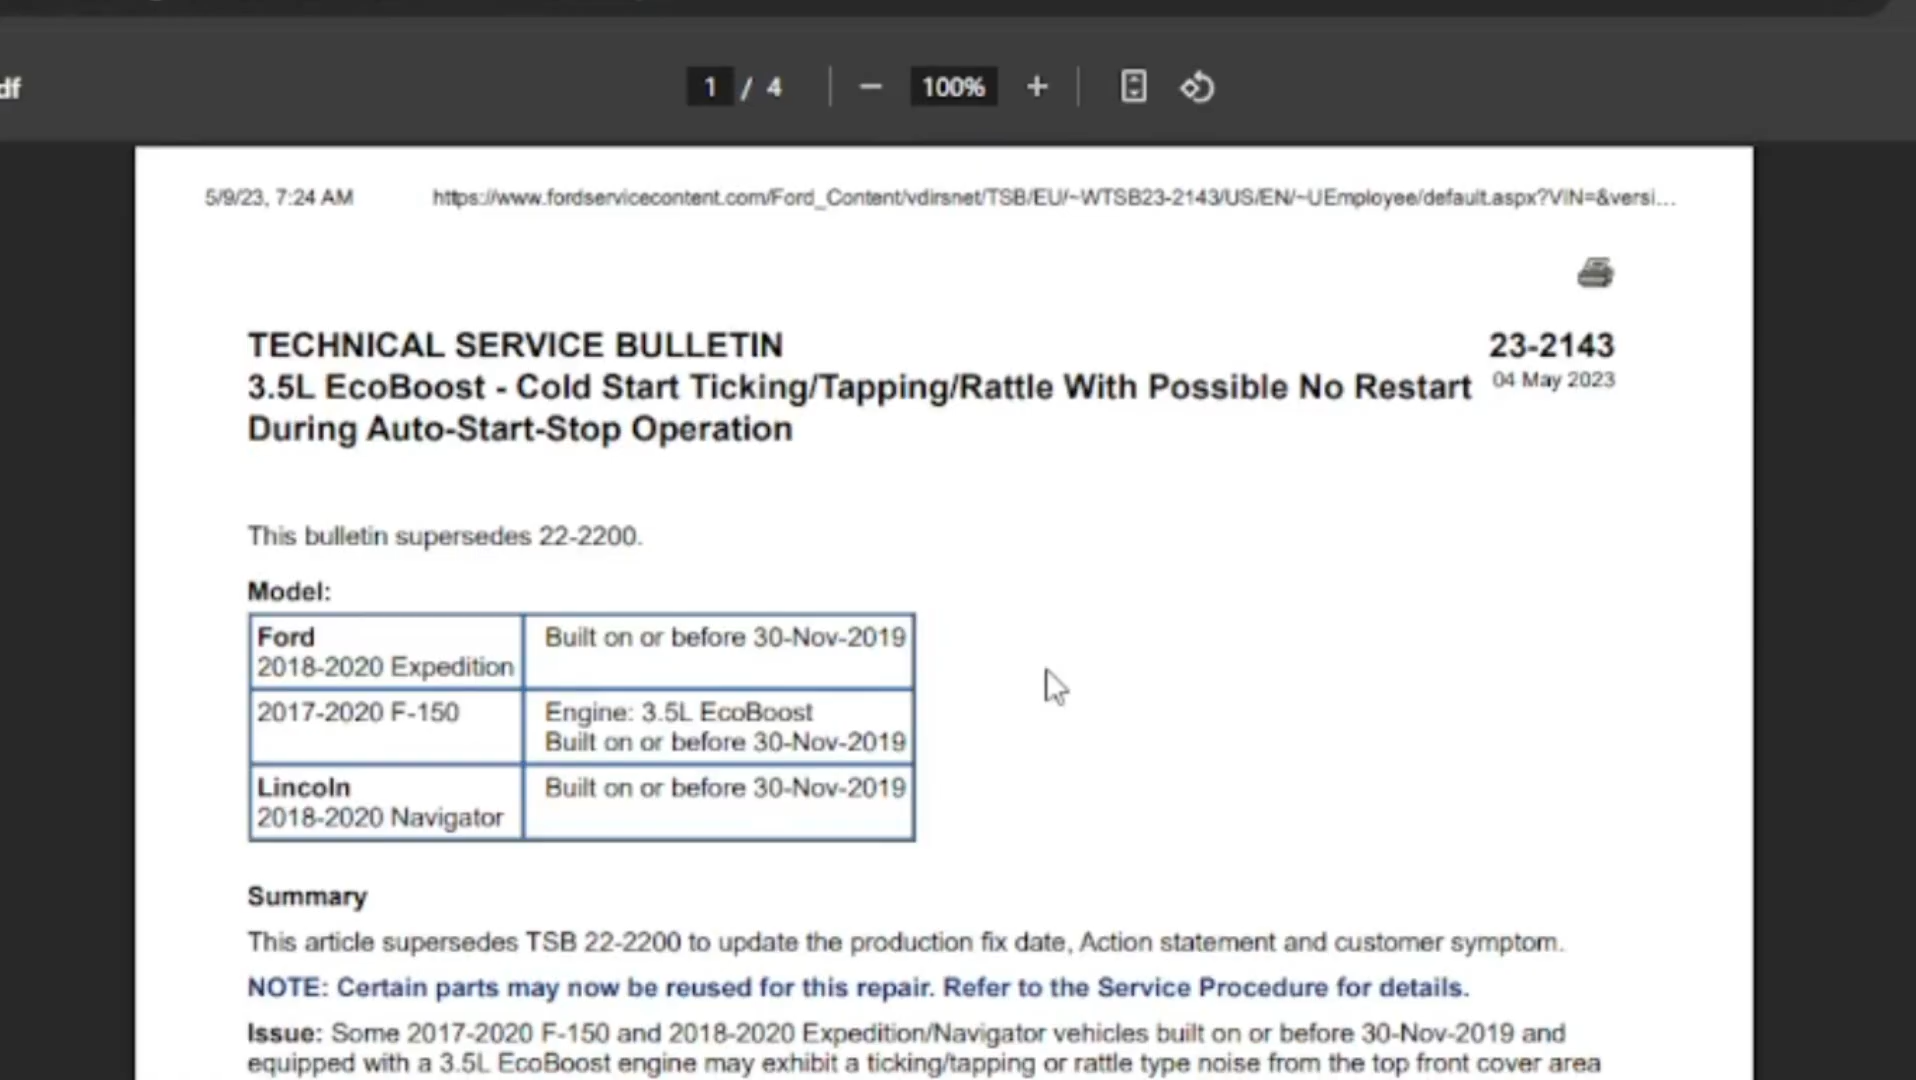 df
1 / 4
100%
5/9/23, 7:24 AM https://www.fordservicecontent.com/Ford_Content/vdirsnet/TSB/EU/~WTSB23-2143/US/EN/~UEmployee/default.aspx?VIN=&versi...
TECHNICAL SERVICE BULLETIN 23-2143
3.5L EcoBoost - Cold Start Ticking/Tapping/Rattle With Possible No Restart 04 May 2023
During Auto-Start-Stop Operation
This bulletin supersedes 22-2200.
Model:
Ford Built on or before 30-Nov-2019
2018-2020 Expedition
2017-2020 F-150 Engine: 3.5L EcoBoost
Built on or before 30-Nov-2019
Lincoln Built on or before 30-Nov-2019
2018-2020 Navigator
Summary
This article supersedes TSB 22-2200 to update the production fix date, Action statement and customer symptom.
NOTE: Certain parts may now be reused for this repair. Refer to the Service Procedure for details.
Issue: Some 2017-2020 F-150 and 2018-2020 Expedition/Navigator vehicles built on or before 30-Nov-2019 and
equipped with a 3.5L EcoBoost engine may exhibit a ticking/tapping or rattle type noise from the top front cover area